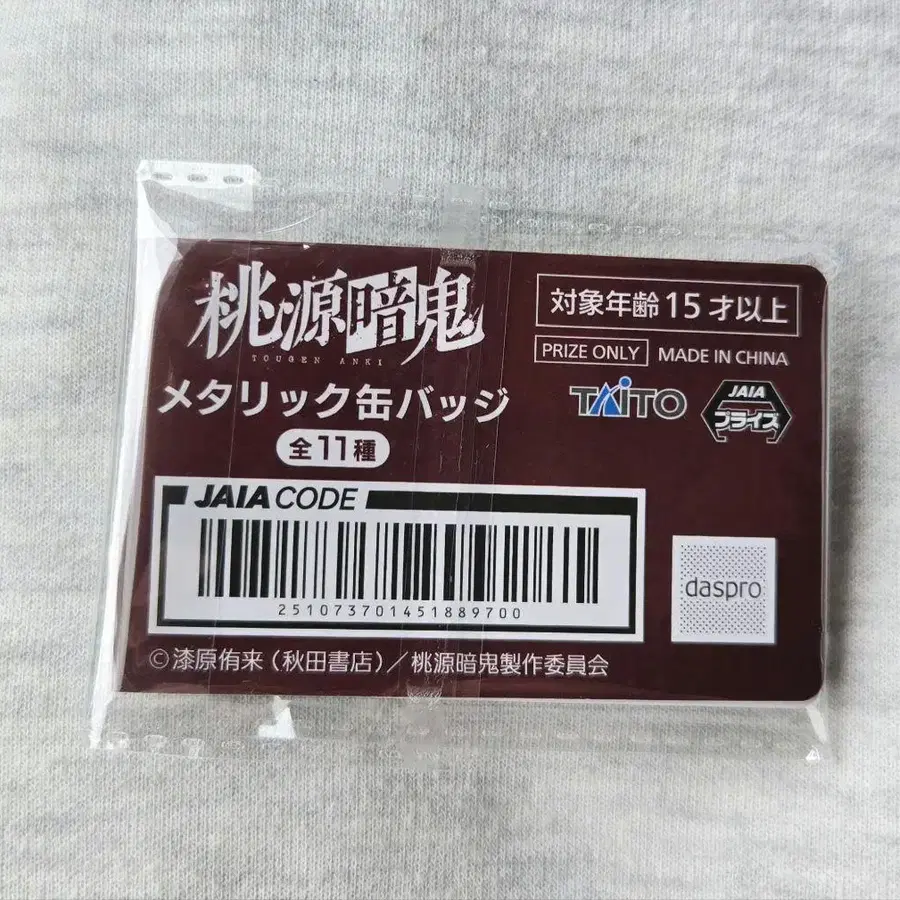 桃源暗鬼
TOUGEN ANKI
メタリック缶バッジ
全11種
対象年齢15才以上
PRIZE ONLY MADE IN CHINA
TAITO
JAIA
プライズ
JAIA CODE
2510737014518897​00
daspro
©漆原侑来（秋田書店）／桃源暗鬼製作委員会